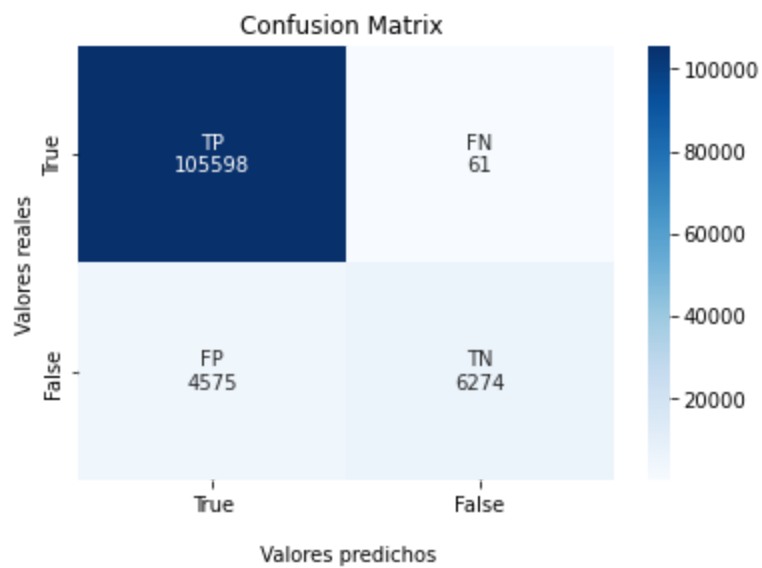 Confusion Matrix
True
TP
105598
FN
61
False
FP
4575
TN
6274
Valores reales
True
False
Valores predichos
100000
80000
60000
40000
20000